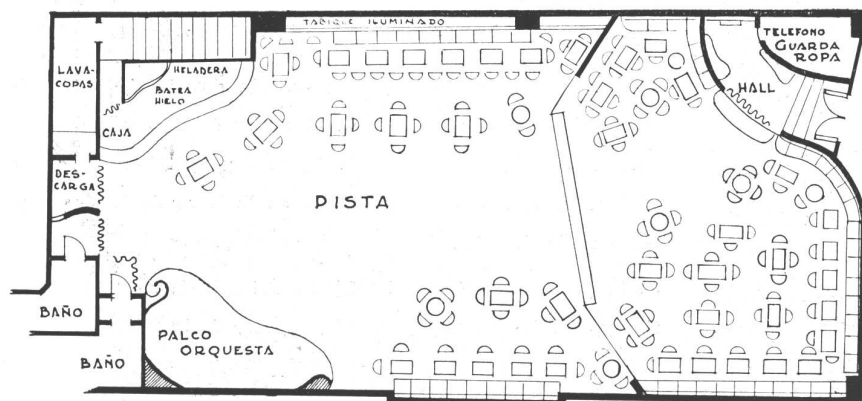 TABIQUE ILUMINADO
TELEFONO
GUARDA
ROPA
LAVA-
COPAS
HELADERA
BATEA
HIELO
HALL
CAJA
DES-
CARGA
PISTA
BAÑO
PALCO
ORQUESTA
BAÑO